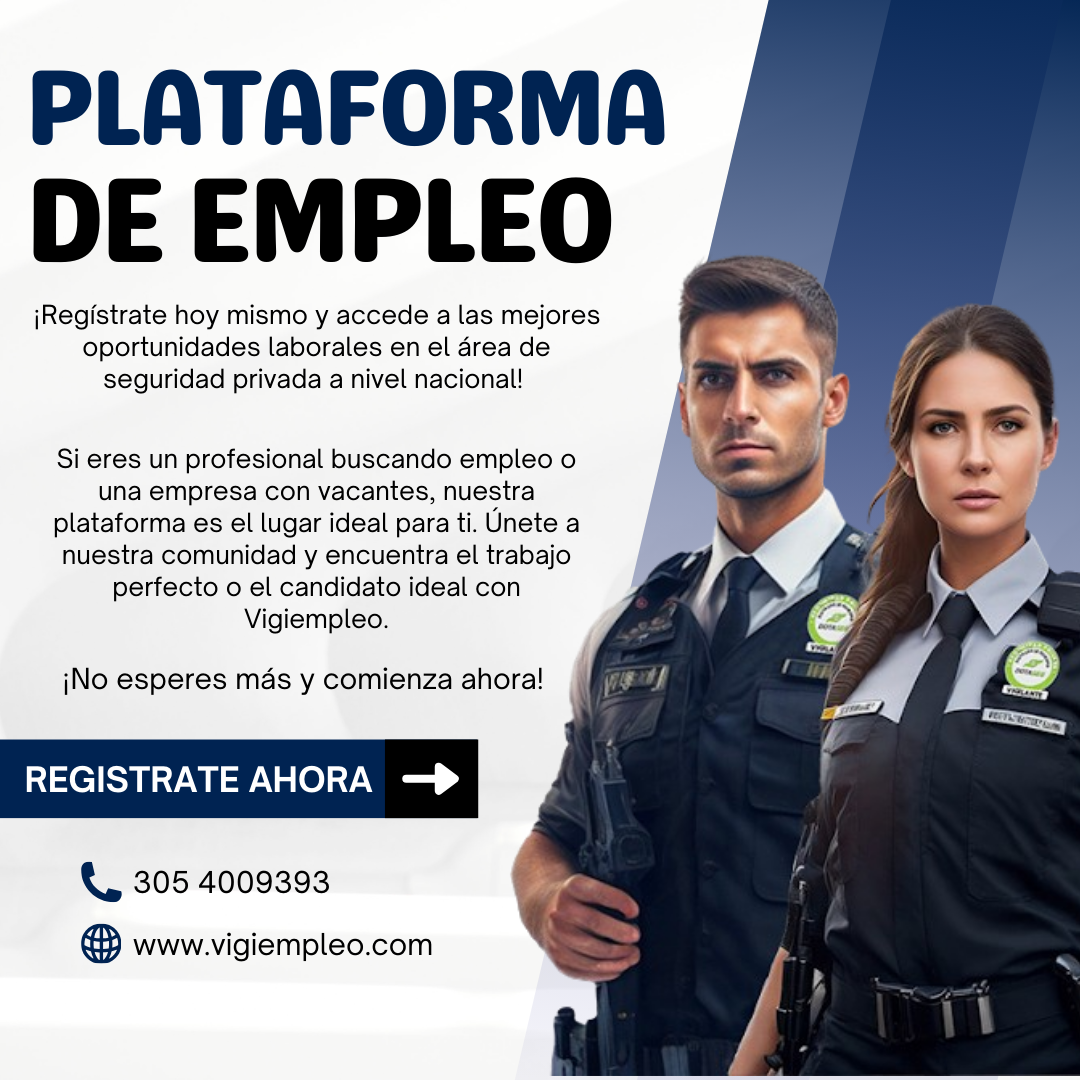 PLATAFORMA
DE EMPLEO
¡Regístrate hoy mismo y accede a las mejores
oportunidades laborales en el área de
seguridad privada a nivel nacional!
Si eres un profesional buscando empleo o
una empresa con vacantes, nuestra
plataforma es el lugar ideal para ti. Únete a
nuestra comunidad y encuentra el trabajo
perfecto o el candidato ideal con
Vigiempleo.
¡No esperes más y comienza ahora!
REGISTRATE AHORA
305 4009393
www.vigiempleo.com
VIGILANTE